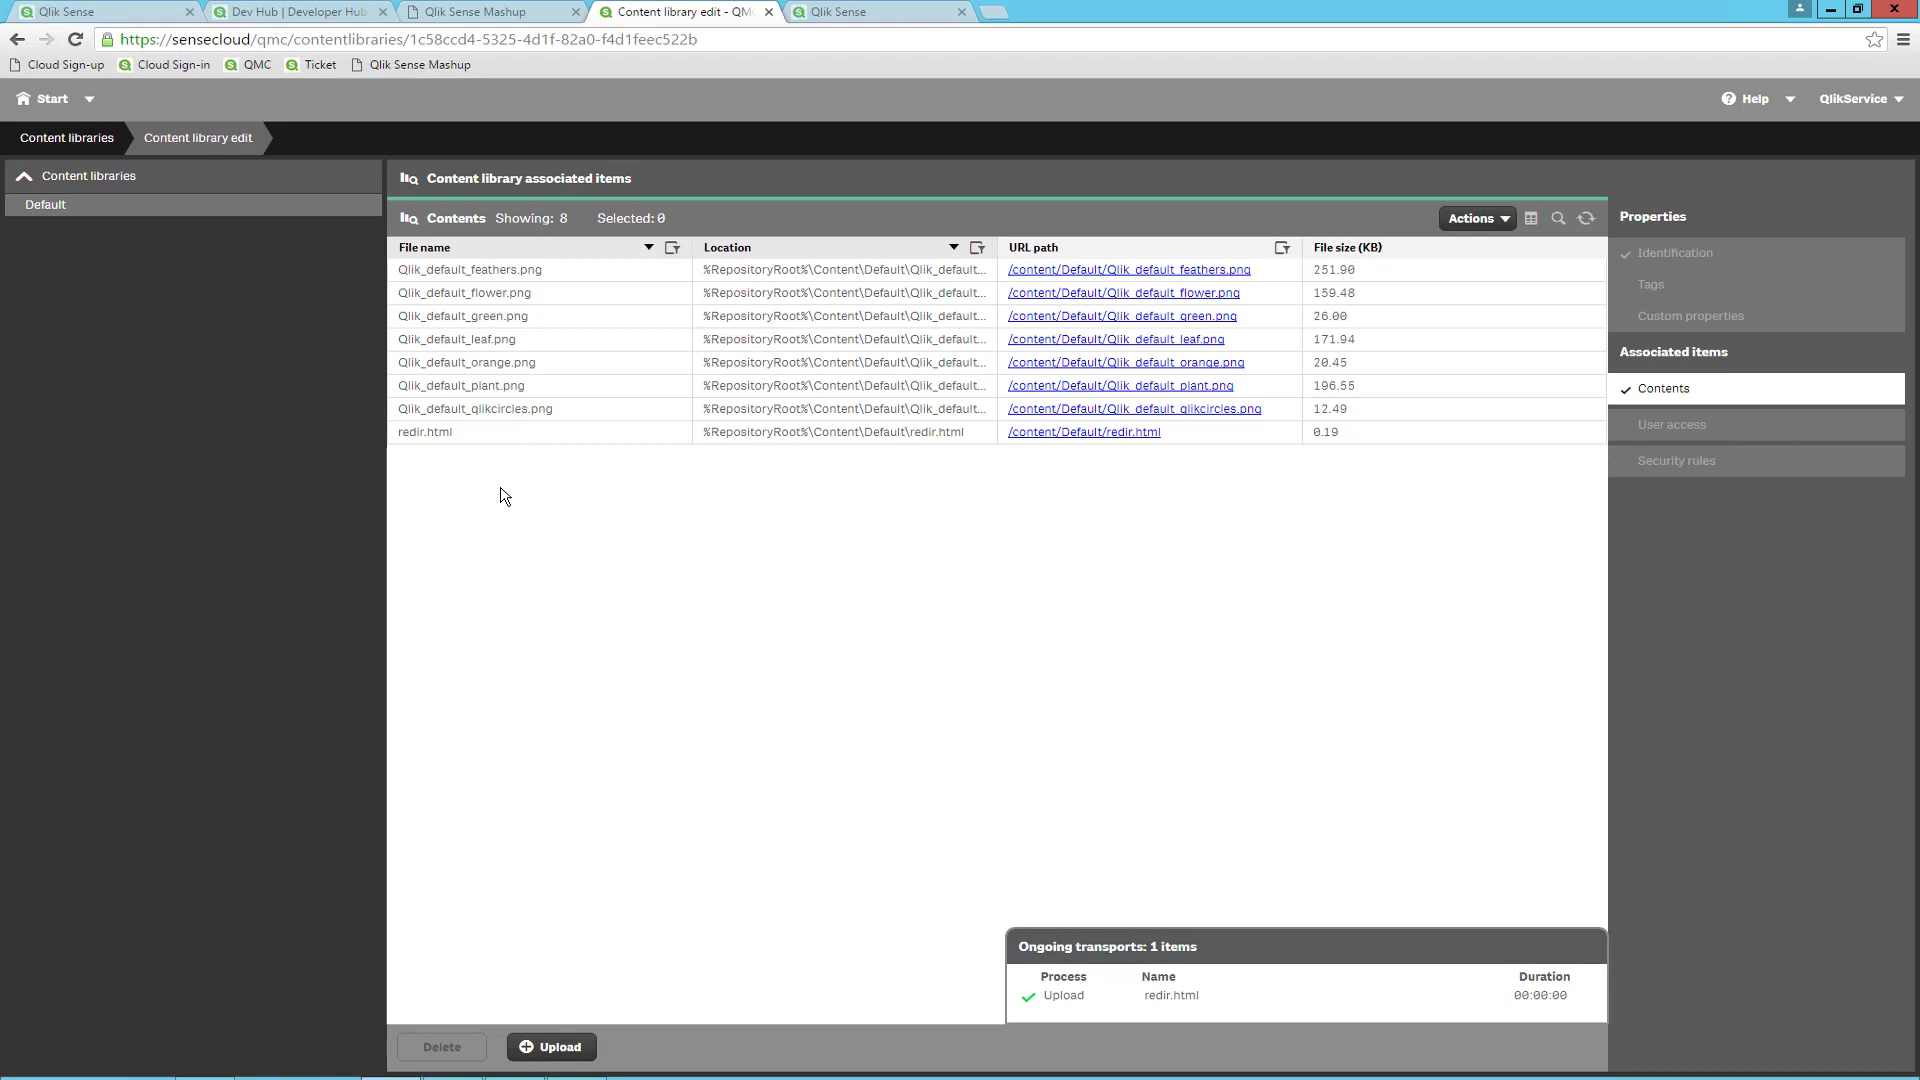 Qlik Sense
Dev Hub | Developer Hub
Qlik Sense Mashup
Content library edit - QMC
Qlik Sense
https://sensecloud/qmc/contentlibraries/1c58ccd4-5325-4d1f-82a0-f4d1feec522b
Cloud Sign-up
Cloud Sign-in
QMC
Ticket
Qlik Sense Mashup
Start
Help
QlikService
Content libraries
Content library edit
Content libraries
Default
Content library associated items
Contents Showing: 8 Selected: 0
Actions
File name Location URL path File size (KB)
Qlik_default_feathers.png %RepositoryRoot%\Content\Default\Qlik_default... /content/Default/Qlik_default_feathers.png 251.90
Qlik_default_flower.png %RepositoryRoot%\Content\Default\Qlik_default... /content/Default/Qlik_default_flower.png 159.48
Qlik_default_green.png %RepositoryRoot%\Content\Default\Qlik_default... /content/Default/Qlik_default_green.png 26.00
Qlik_default_leaf.png %RepositoryRoot%\Content\Default\Qlik_default... /content/Default/Qlik_default_leaf.png 171.94
Qlik_default_orange.png %RepositoryRoot%\Content\Default\Qlik_default... /content/Default/Qlik_default_orange.png 20.45
Qlik_default_plant.png %RepositoryRoot%\Content\Default\Qlik_default... /content/Default/Qlik_default_plant.png 196.55
Qlik_default_qlikcircles.png %RepositoryRoot%\Content\Default\Qlik_default... /content/Default/Qlik_default_qlikcircles.png 12.49
redir.html %RepositoryRoot%\Content\Default\redir.html /content/Default/redir.html 0.19
Properties
Identification
Tags
Custom properties
Associated items
Contents
User access
Security rules
Ongoing transports: 1 items
Process Name Duration
Upload redir.html 00:00:00
Delete
Upload